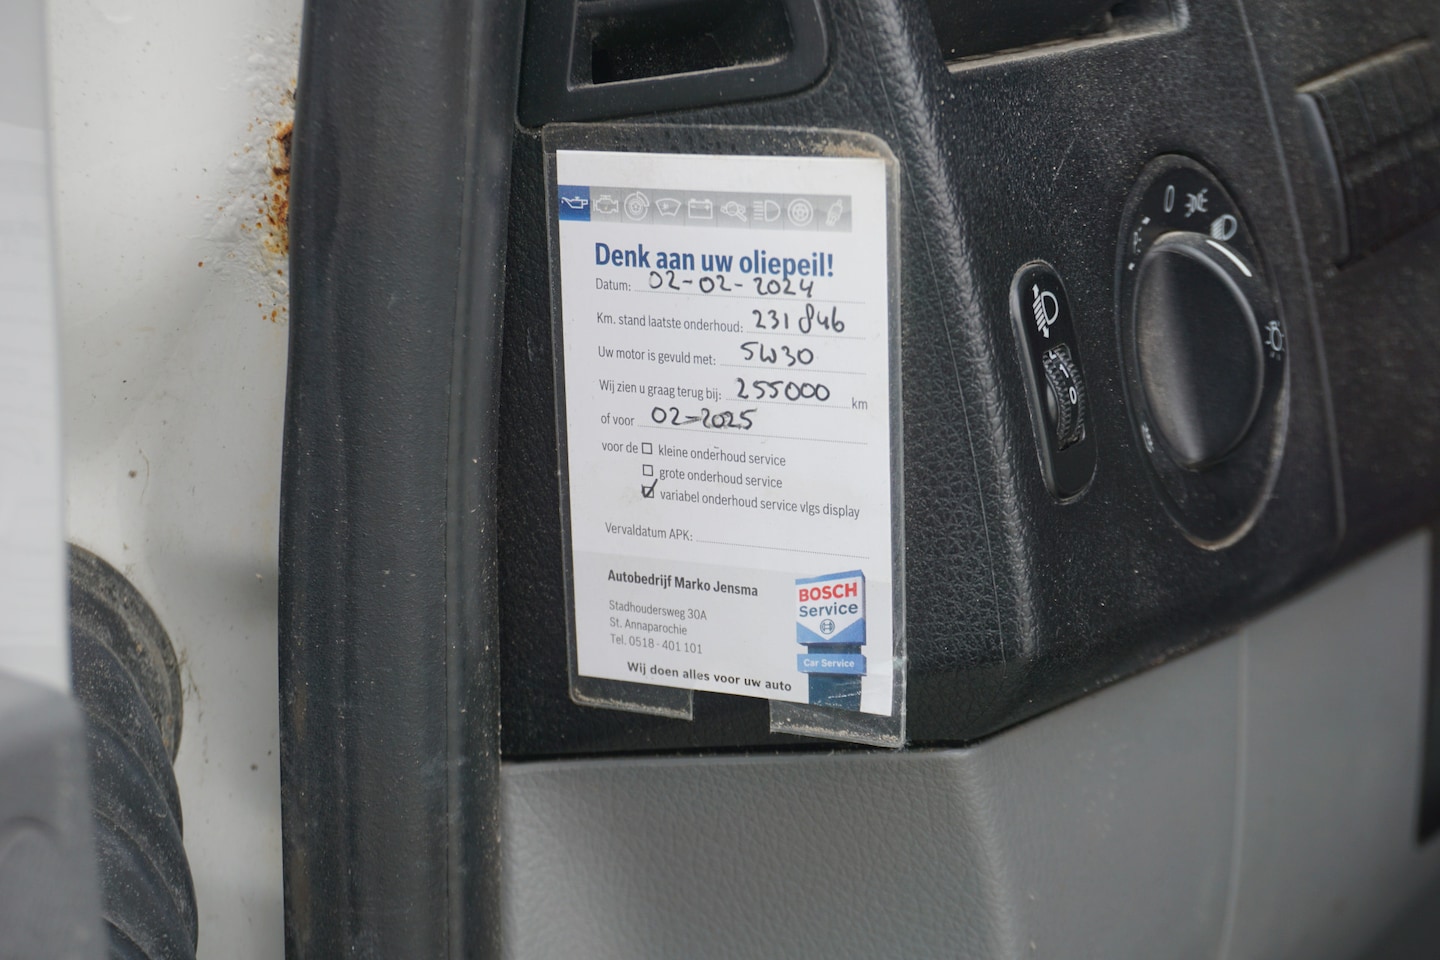 Denk aan uw oliepeil!
Datum: 02-02-2024
Km. stand laatste onderhoud: 231846
Uw motor is gevuld met: 5W30
Wij zien u graag terug bij: 255000 km
of voor 02-2025
voor de kleine onderhoud service
grote onderhoud service
variabel onderhoud service vlgs display
Vervaldatum APK:
Autobedrijf Marko Jensma
Stadhoudersweg 30A
St. Annaparochie
Tel. 0518-401 101
Wij doen alles voor uw auto
BOSCH
Service
Car Service
1
0